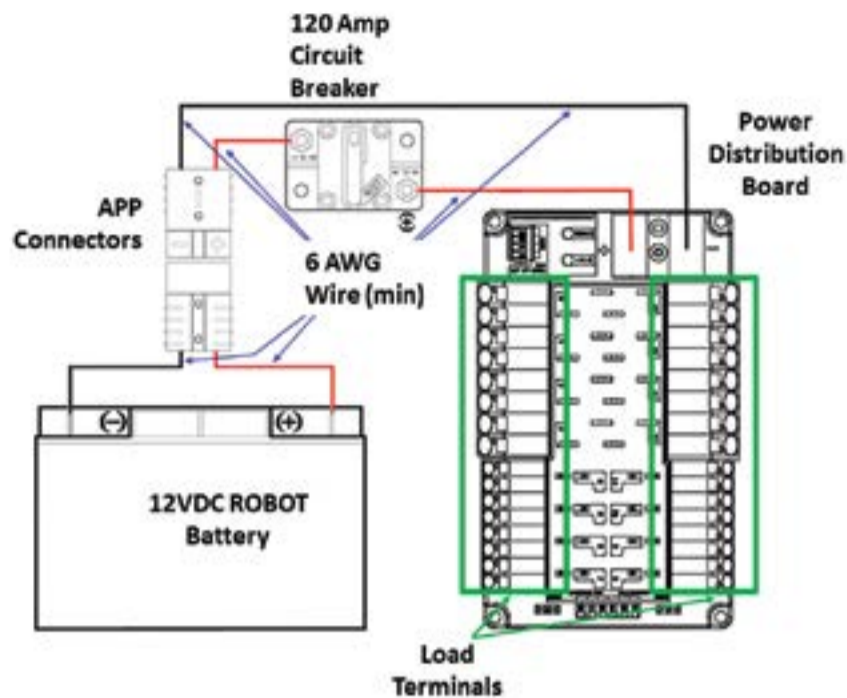 120 Amp
Circuit
Breaker
Power
Distribution
Board
APP
Connectors
6 AWG
Wire (min)
(-)
(+)
12VDC ROBOT
Battery
Load
Terminals